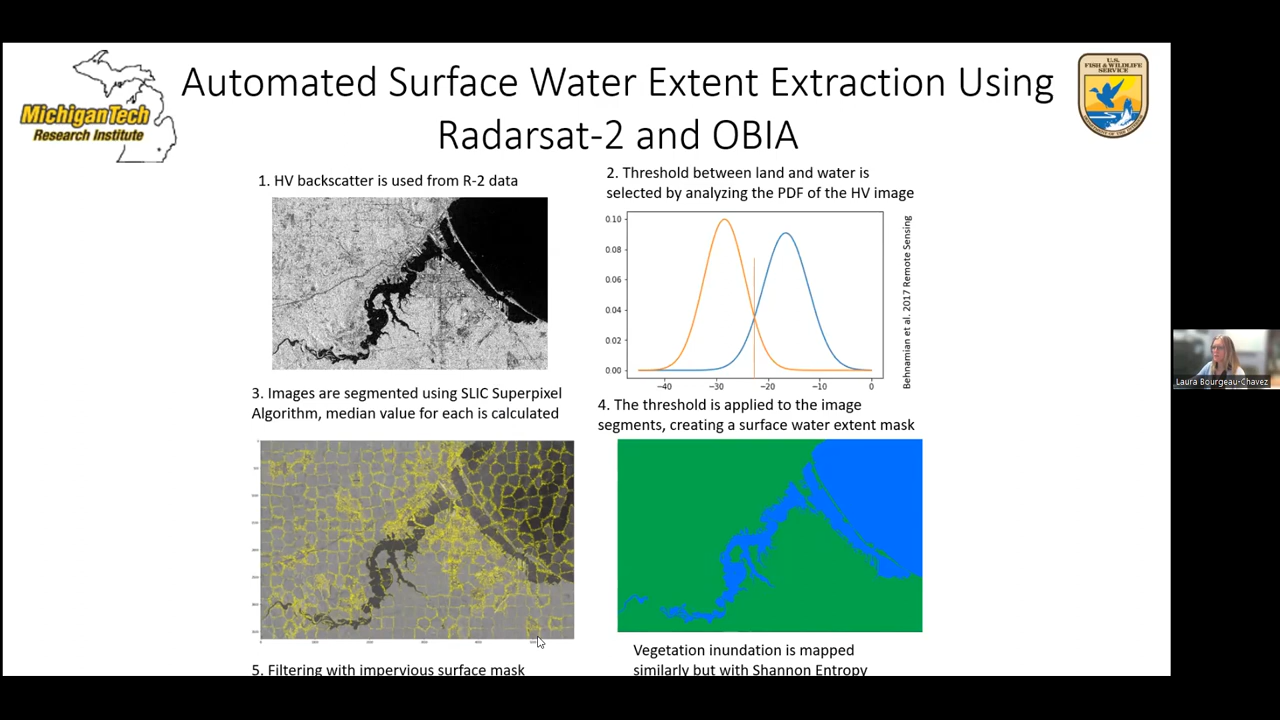 MichiganTech
Research Institute
Automated Surface Water Extent Extraction Using
Radarsat-2 and OBIA
U.S.
FISH & WILDLIFE
SERVICE
1. HV backscatter is used from R-2 data
2. Threshold between land and water is
selected by analyzing the PDF of the HV image
0.10
0.08
0.06
0.04
0.02
0.00
−40
−30
−20
−10
0
Behnamian et al. 2017 Remote Sensing
3. Images are segmented using SLIC Superpixel
Algorithm, median value for each is calculated
4. The threshold is applied to the image
segments, creating a surface water extent mask
5. Filtering with impervious surface mask
Vegetation inundation is mapped
similarly but with Shannon Entropy
Laura Bourgeau-Chavez